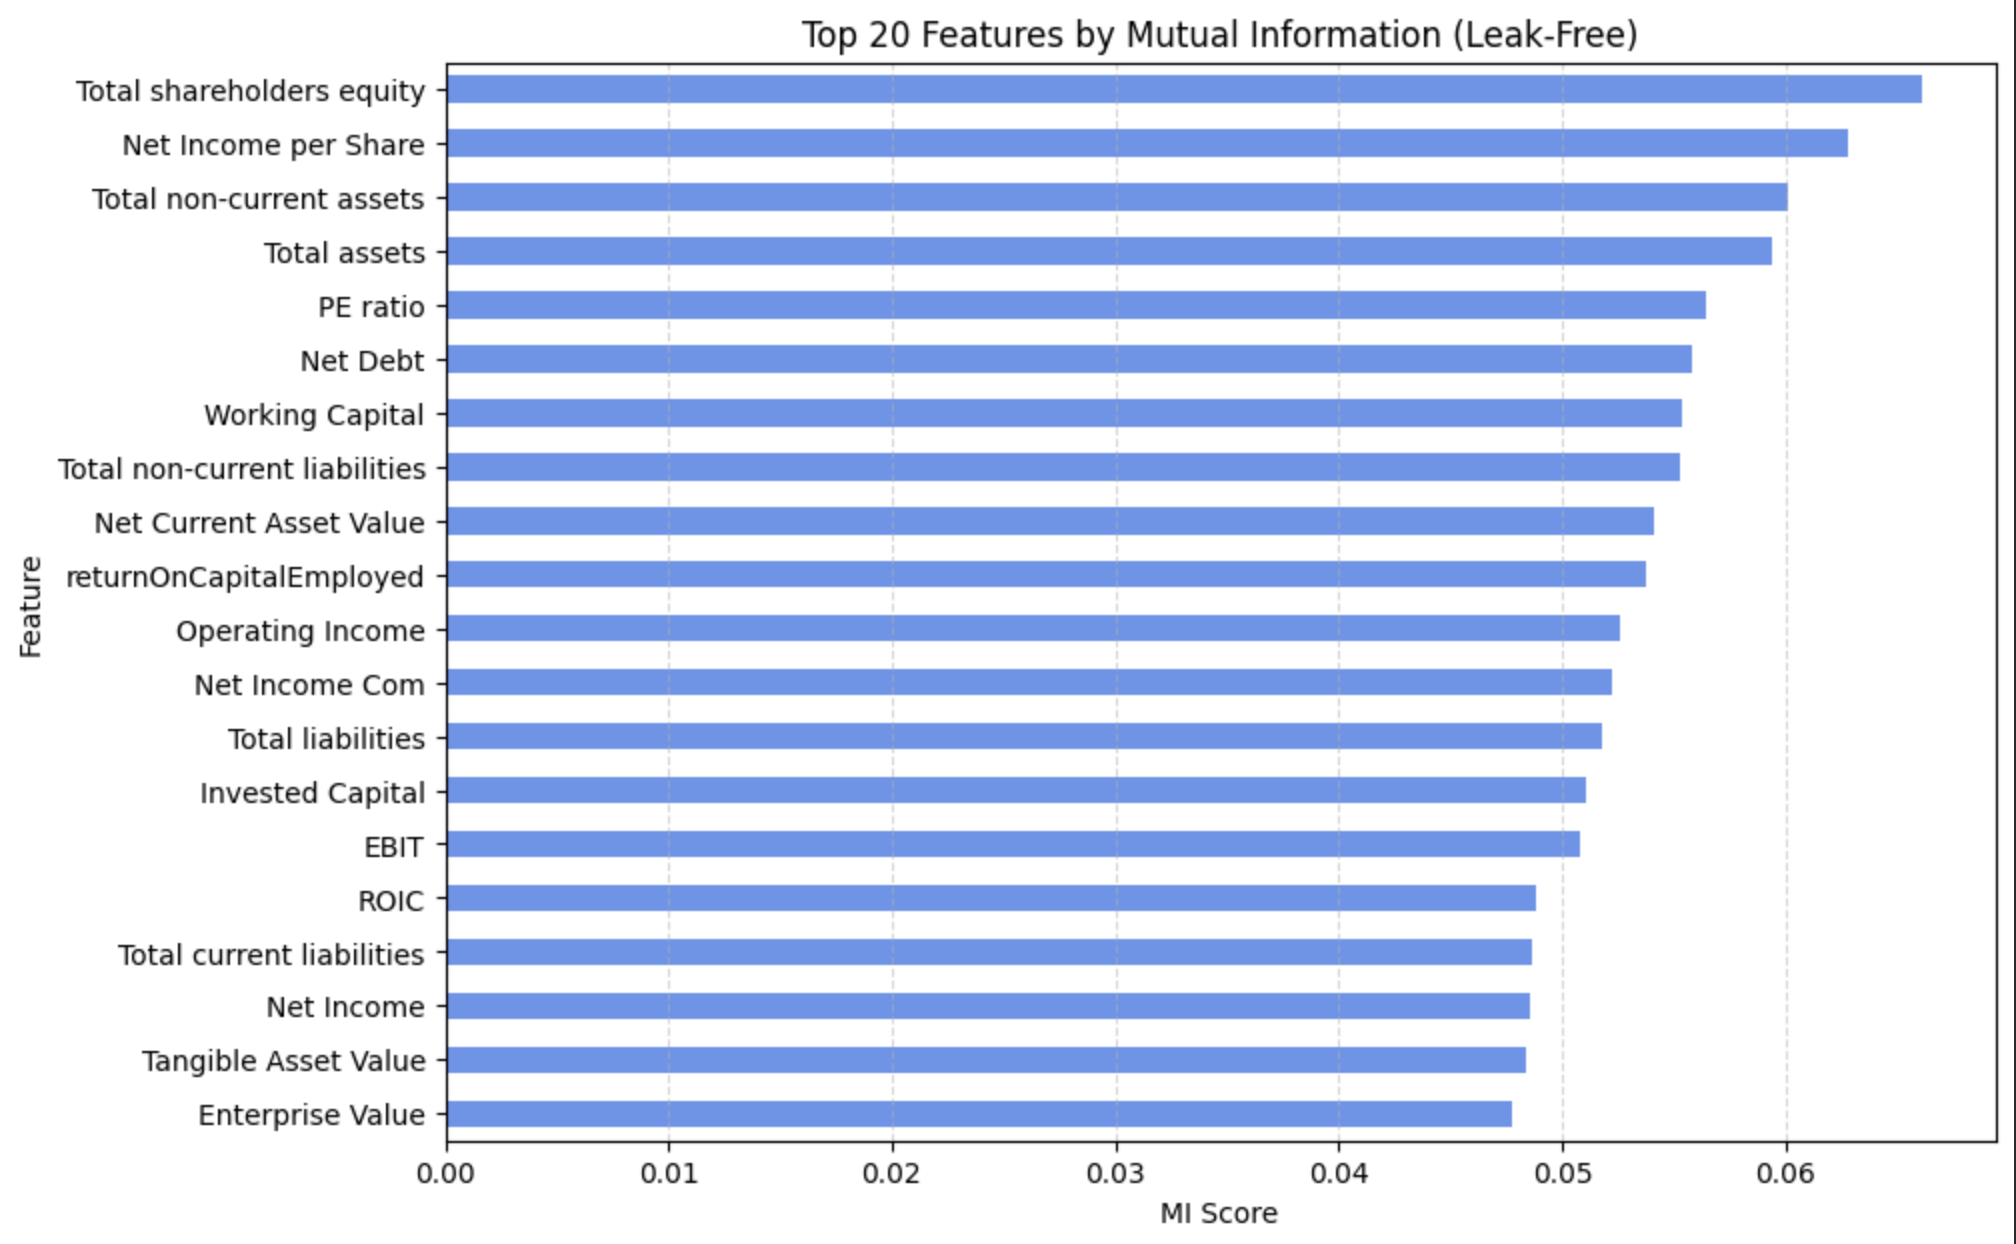 Top 20 Features by Mutual Information (Leak-Free)
Total shareholders equity
Net Income per Share
Total non-current assets
Total assets
PE ratio
Net Debt
Working Capital
Total non-current liabilities
Net Current Asset Value
returnOnCapitalEmployed
Operating Income
Net Income Com
Total liabilities
Invested Capital
EBIT
ROIC
Total current liabilities
Net Income
Tangible Asset Value
Enterprise Value
Feature
0.00 0.01 0.02 0.03 0.04 0.05 0.06
MI Score